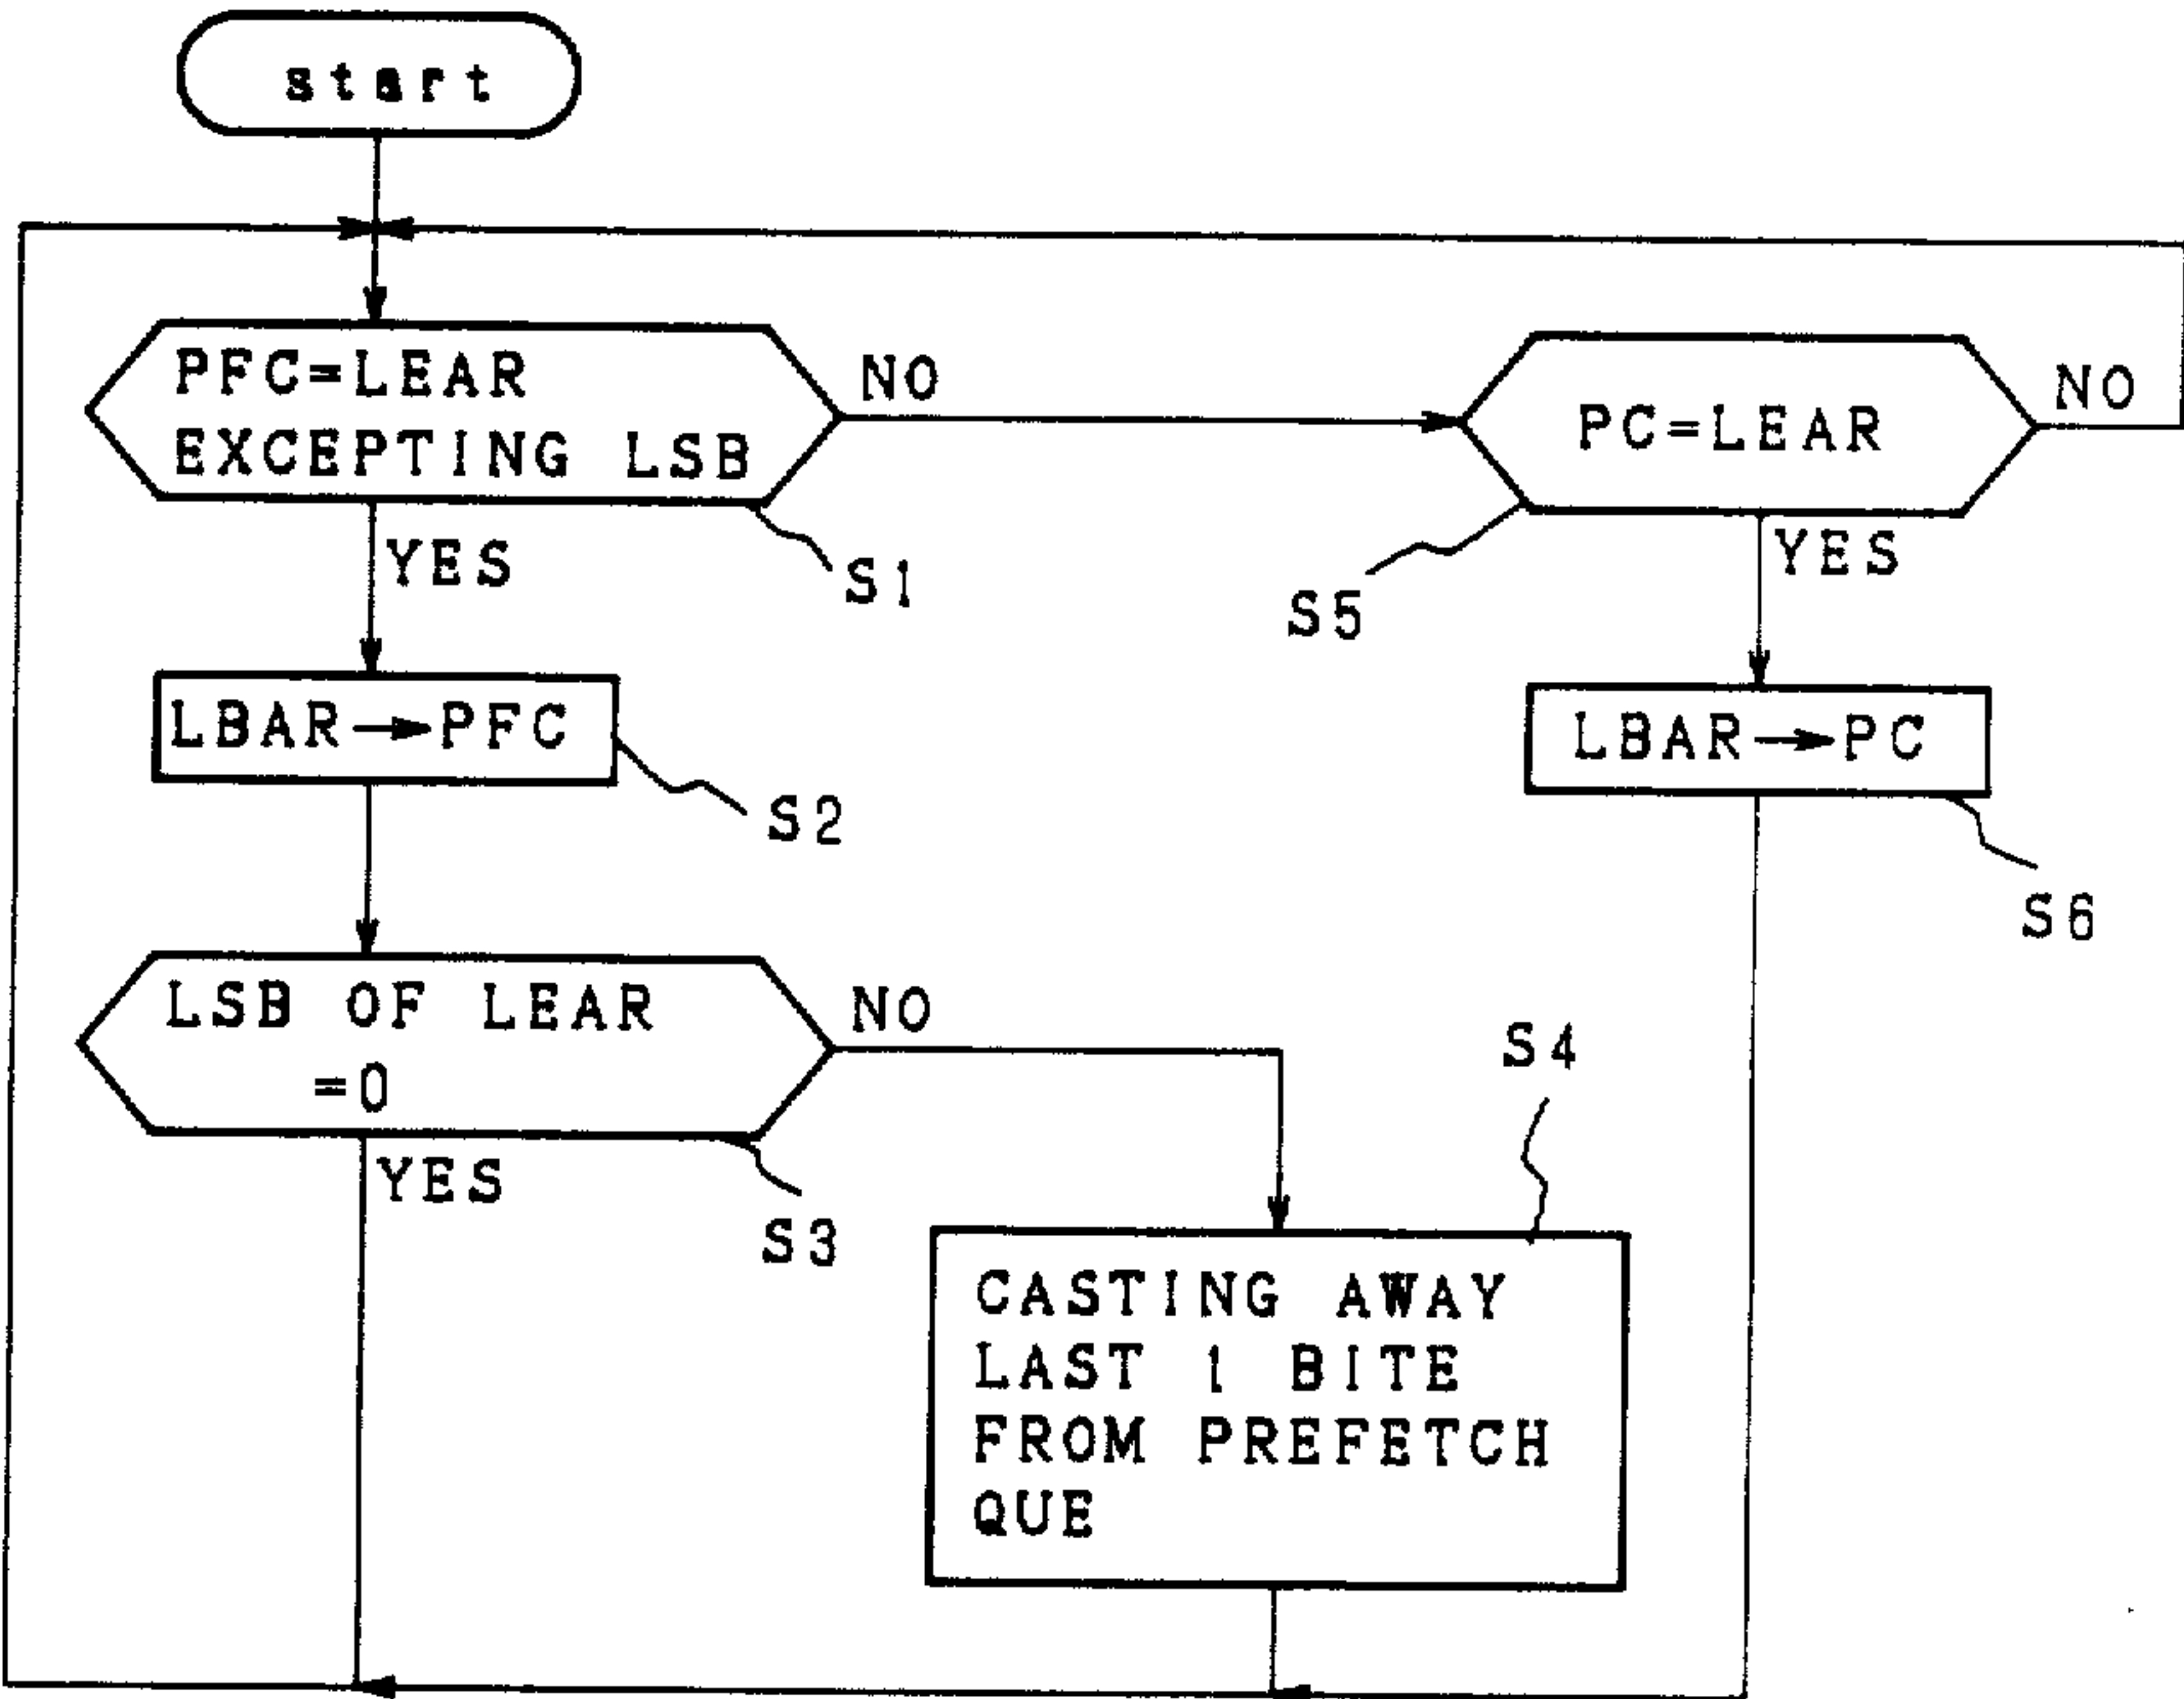 start
PFC=LEAR
EXCEPTING LSB
NO
YES
S1
PC=LEAR
NO
YES
S5
LBAR→PFC
S2
LBAR→PC
S6
LSB OF LEAR
=0
NO
YES
S3
S4
CASTING AWAY
LAST 1 BITE
FROM PREFETCH
QUE